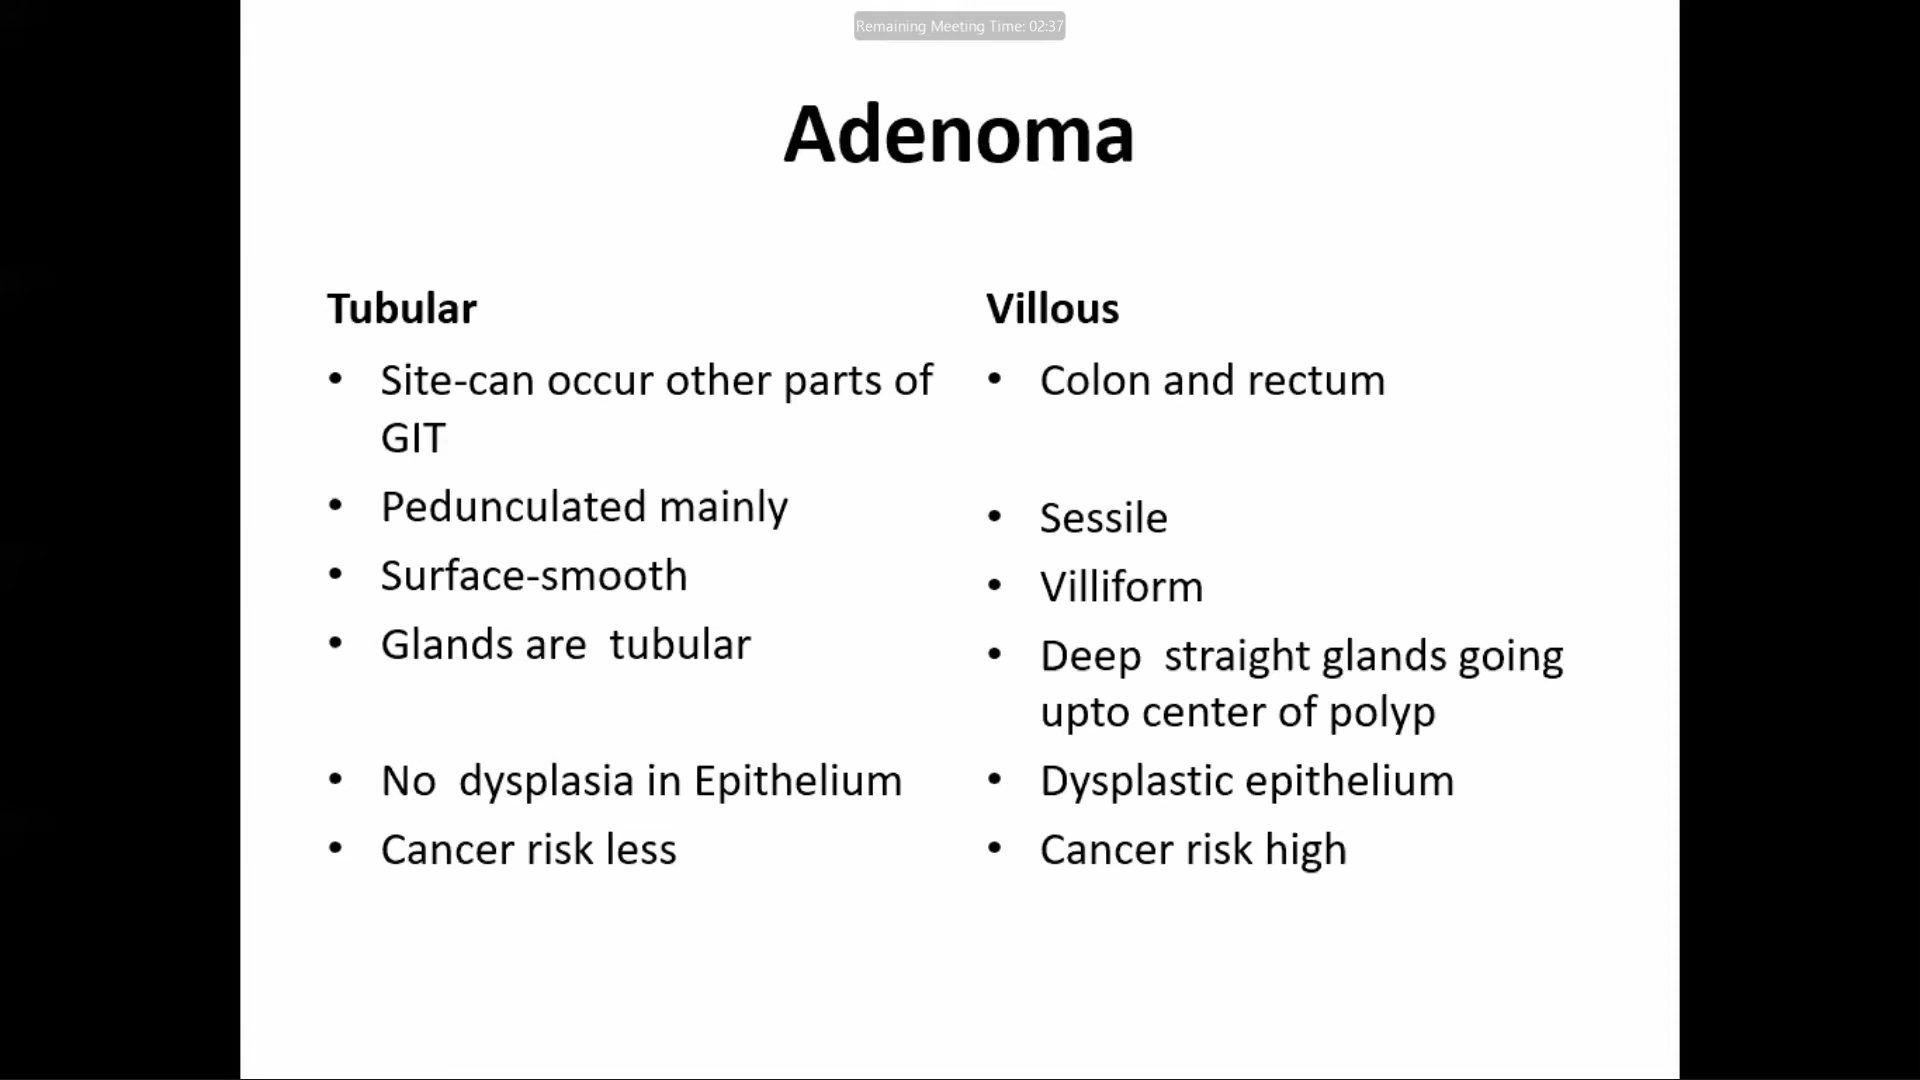 Remaining Meeting Time: 02:37
Adenoma
Tubular
• Site-can occur other parts of
GIT
• Pedunculated mainly
• Surface-smooth
• Glands are  tubular
• No  dysplasia in Epithelium
• Cancer risk less
Villous
• Colon and rectum
• Sessile
• Villiform
• Deep  straight glands going
upto center of polyp
• Dysplastic epithelium
• Cancer risk high